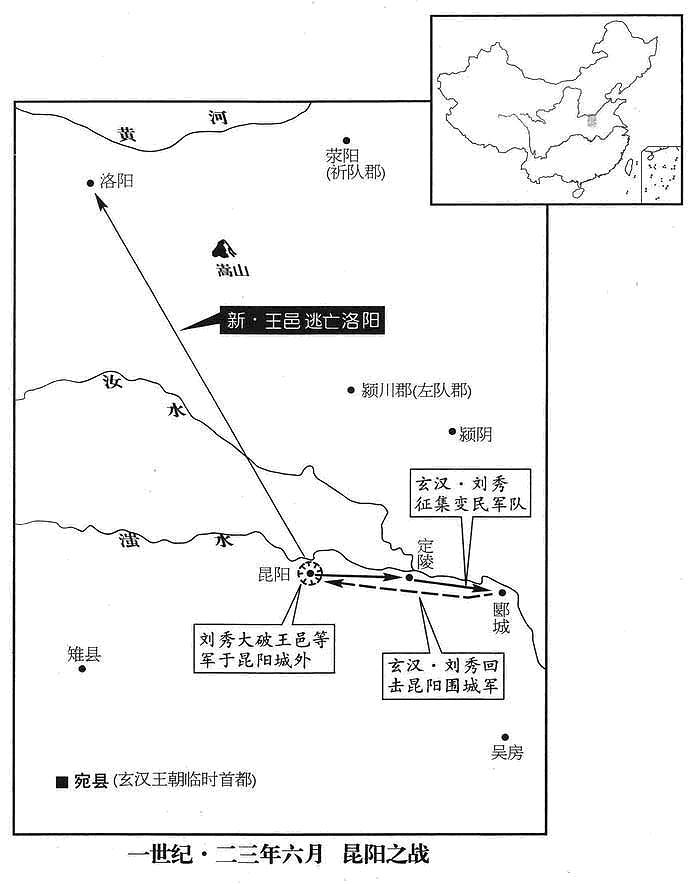 黄河
荥阳
(祈队郡)
洛阳
嵩山
新·王邑逃亡洛阳
汝水
颍川郡(左队郡)
颍阴
玄汉·刘秀
征集变民军队
滍水
定陵
昆阳
郾城
刘秀大破王邑等
军于昆阳城外
玄汉·刘秀回
击昆阳围城军
雉县
吴房
宛县(玄汉王朝临时首都)
一世纪·二三年六月 昆阳之战